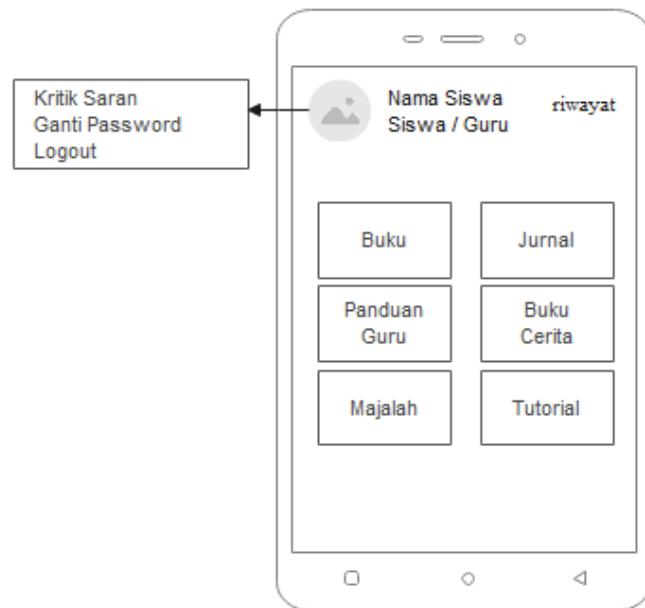 Kritik Saran
Ganti Password
Logout
Nama Siswa
Siswa / Guru
riwayat
Buku
Jurnal
Panduan
Guru
Buku
Cerita
Majalah
Tutorial